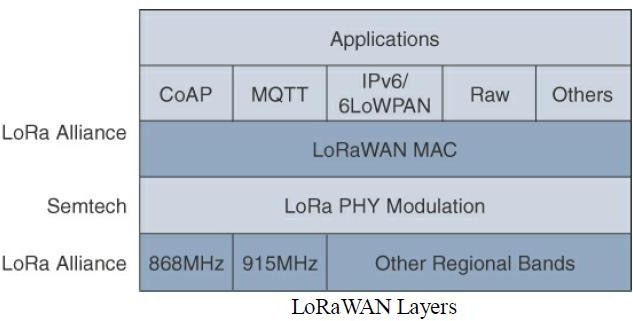 Applications
CoAP
MQTT
IPv6/
6LoWPAN
Raw
Others
LoRa Alliance
LoRaWAN MAC
Semtech
LoRa PHY Modulation
LoRa Alliance
868MHz
915MHz
Other Regional Bands
LoRaWAN Layers